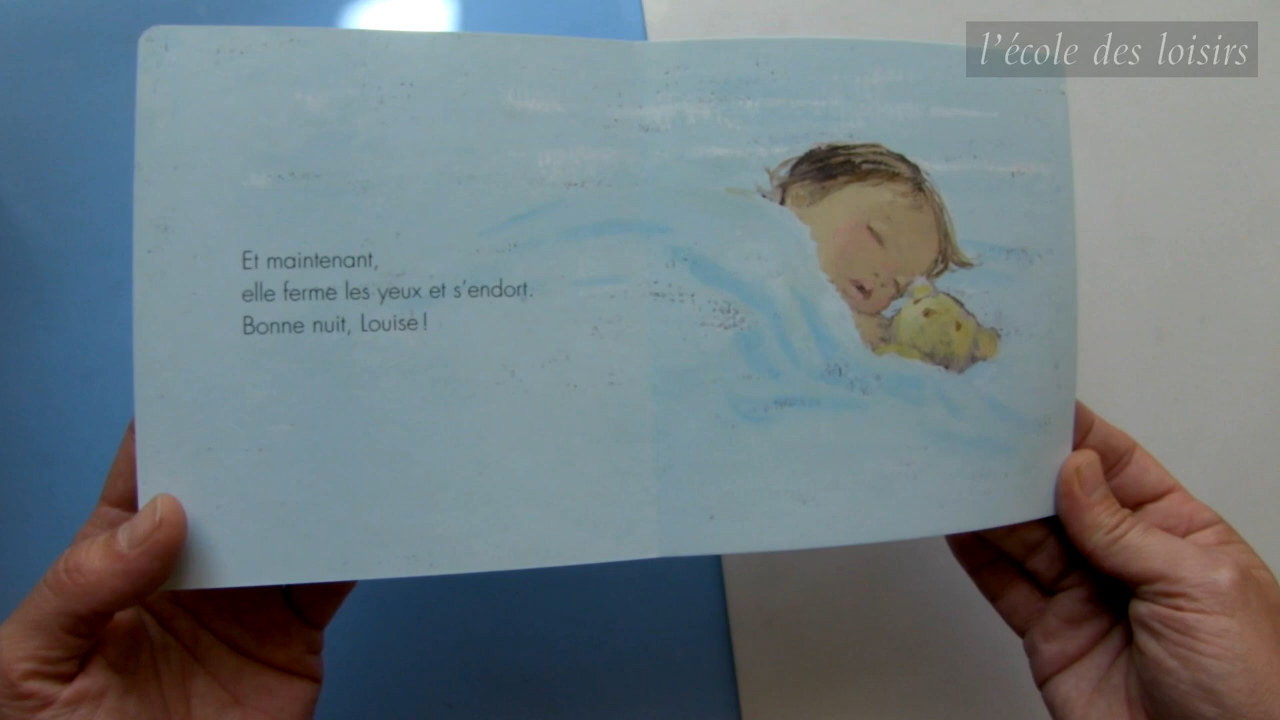 l'école des loisirs
Et maintenant,
elle ferme les yeux et s'endort.
Bonne nuit, Louise !